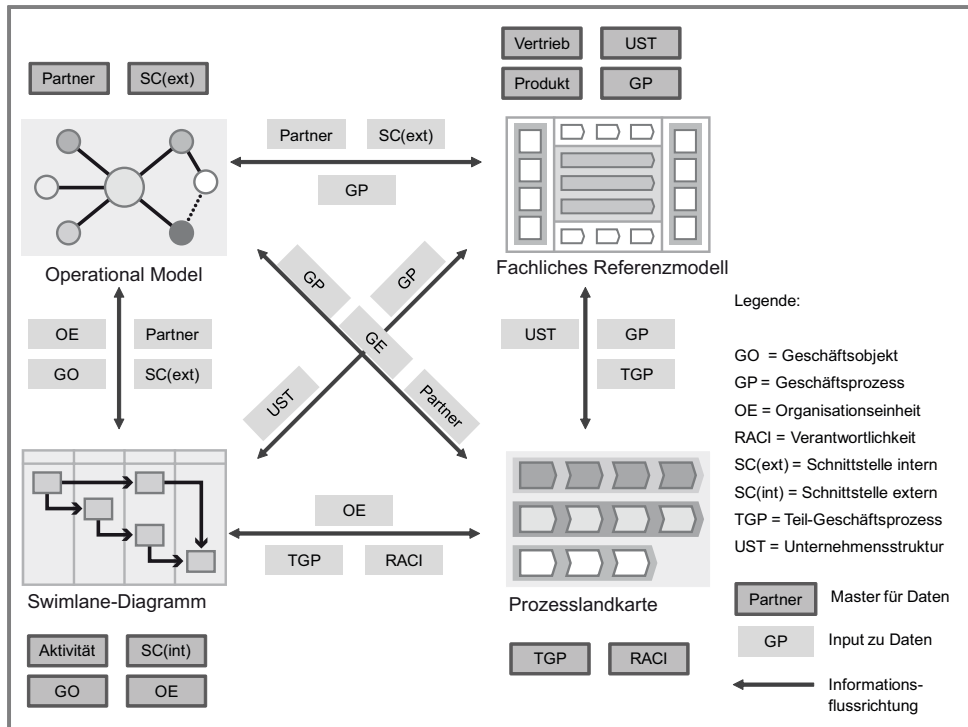 Vertrieb UST
Partner SC(ext)
Produkt GP
Partner SC(ext)
GP
Operational Model
Fachliches Referenzmodell
GP
GP
GE
UST
Partner
OE Partner
GO SC(ext)
UST GP
TGP
Legende:
GO = Geschäftsobjekt
GP = Geschäftsprozess
OE = Organisationseinheit
RACI = Verantwortlichkeit
SC(ext) = Schnittstelle intern
SC(int) = Schnittstelle extern
TGP = Teil-Geschäftsprozess
UST = Unternehmensstruktur
OE
TGP RACI
Swimlane-Diagramm
Prozesslandkarte
Partner Master für Daten
GP Input zu Daten
Informations-
flussrichtung
Aktivität SC(int)
GO OE
TGP RACI